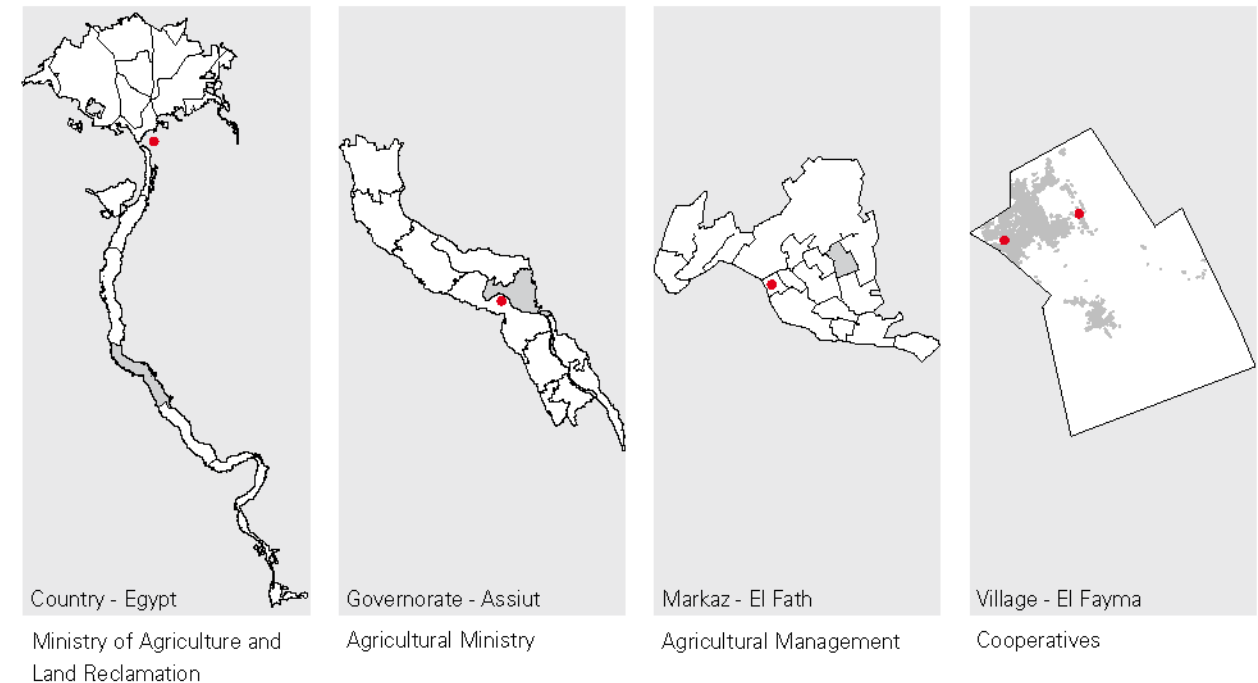 Country - Egypt
Ministry of Agriculture and
Land Reclamation
Governorate - Assiut
Agricultural Ministry
Markaz - El Fath
Agricultural Management
Village - El Fayma
Cooperatives